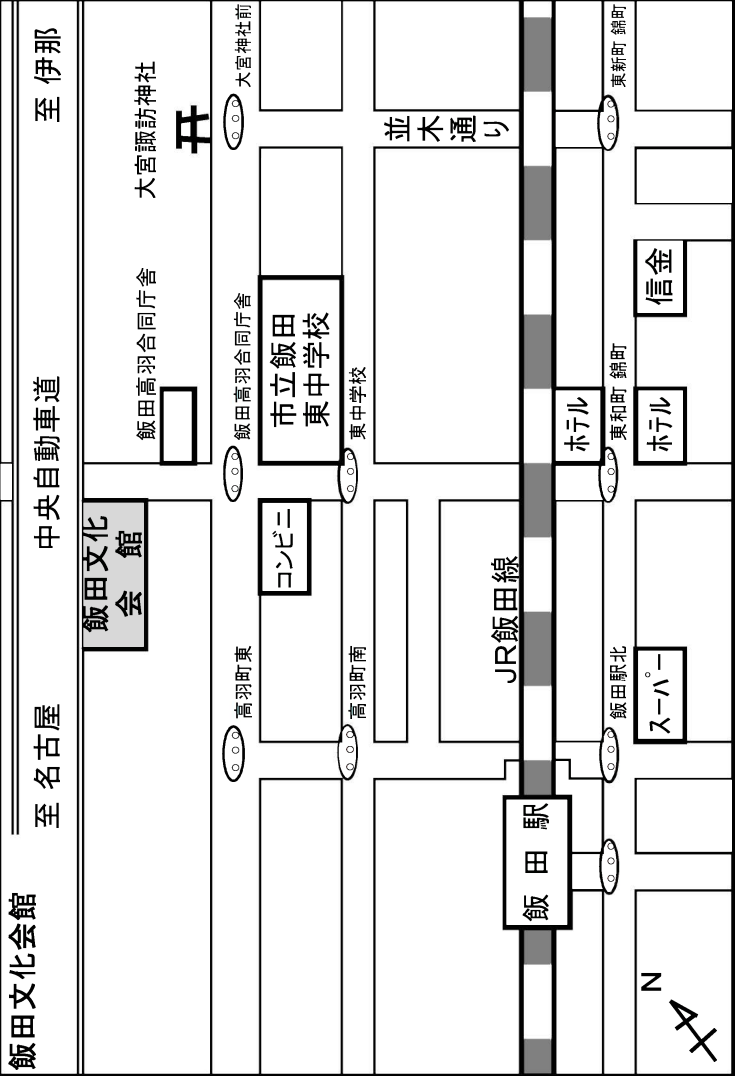 飯田文化会館
至 名古屋
中央自動車道
至 伊那
飯田文化
会 館
飯田高羽合同庁舎
大宮諏訪神社
高羽町東
飯田高羽合同庁舎
大宮神社前
コンビニ
市立飯田
東中学校
高羽町南
東中学校
並木通り
JR飯田線
飯 田 駅
ホテル
飯田駅北
東和町 錦町
東新町 錦町
スーパー
ホテル
信金
N